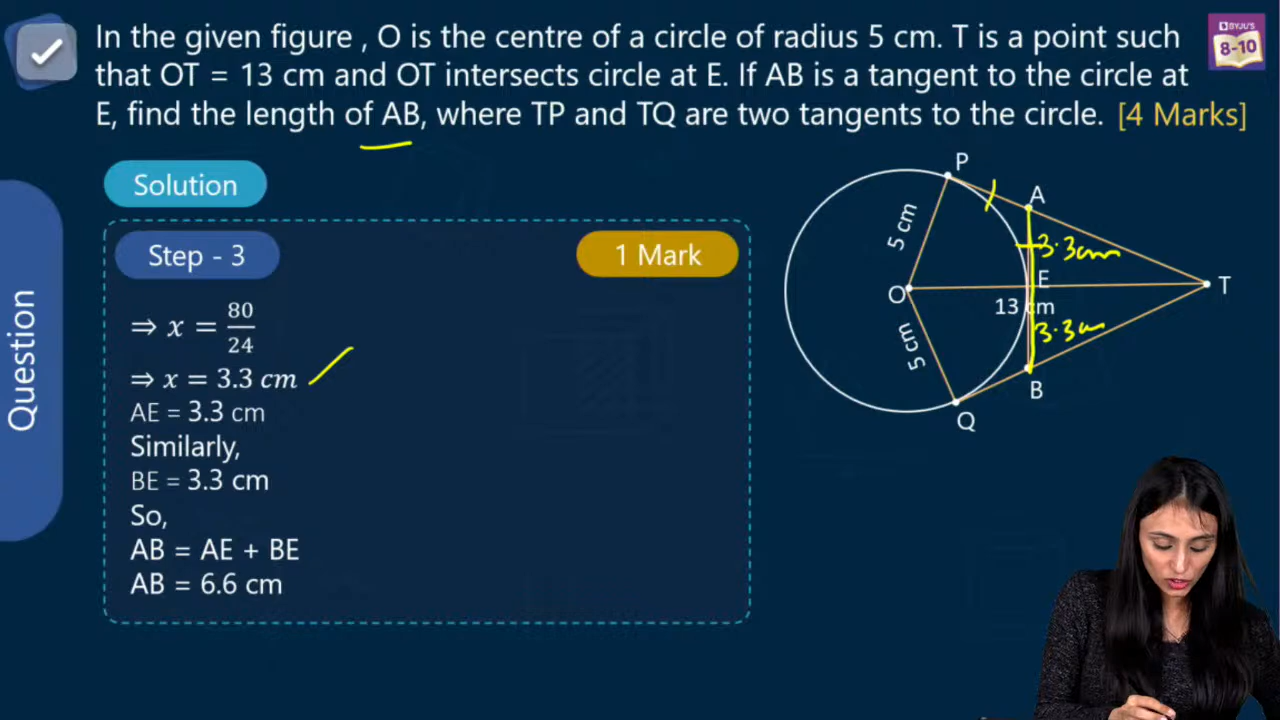 In the given figure , O is the centre of a circle of radius 5 cm. T is a point such
that OT = 13 cm and OT intersects circle at E. If AB is a tangent to the circle at
E, find the length of AB, where TP and TQ are two tangents to the circle. [4 Marks]
BYJU'S
8-10
Question
Solution
Step - 3
1 Mark
⇒ x = 80/24
⇒ x = 3.3 cm
AE = 3.3 cm
Similarly,
BE = 3.3 cm
So,
AB = AE + BE
AB = 6.6 cm
P
A
5 cm
3.3cm
O
E
T
13 cm
5 cm
3.3cm
B
Q